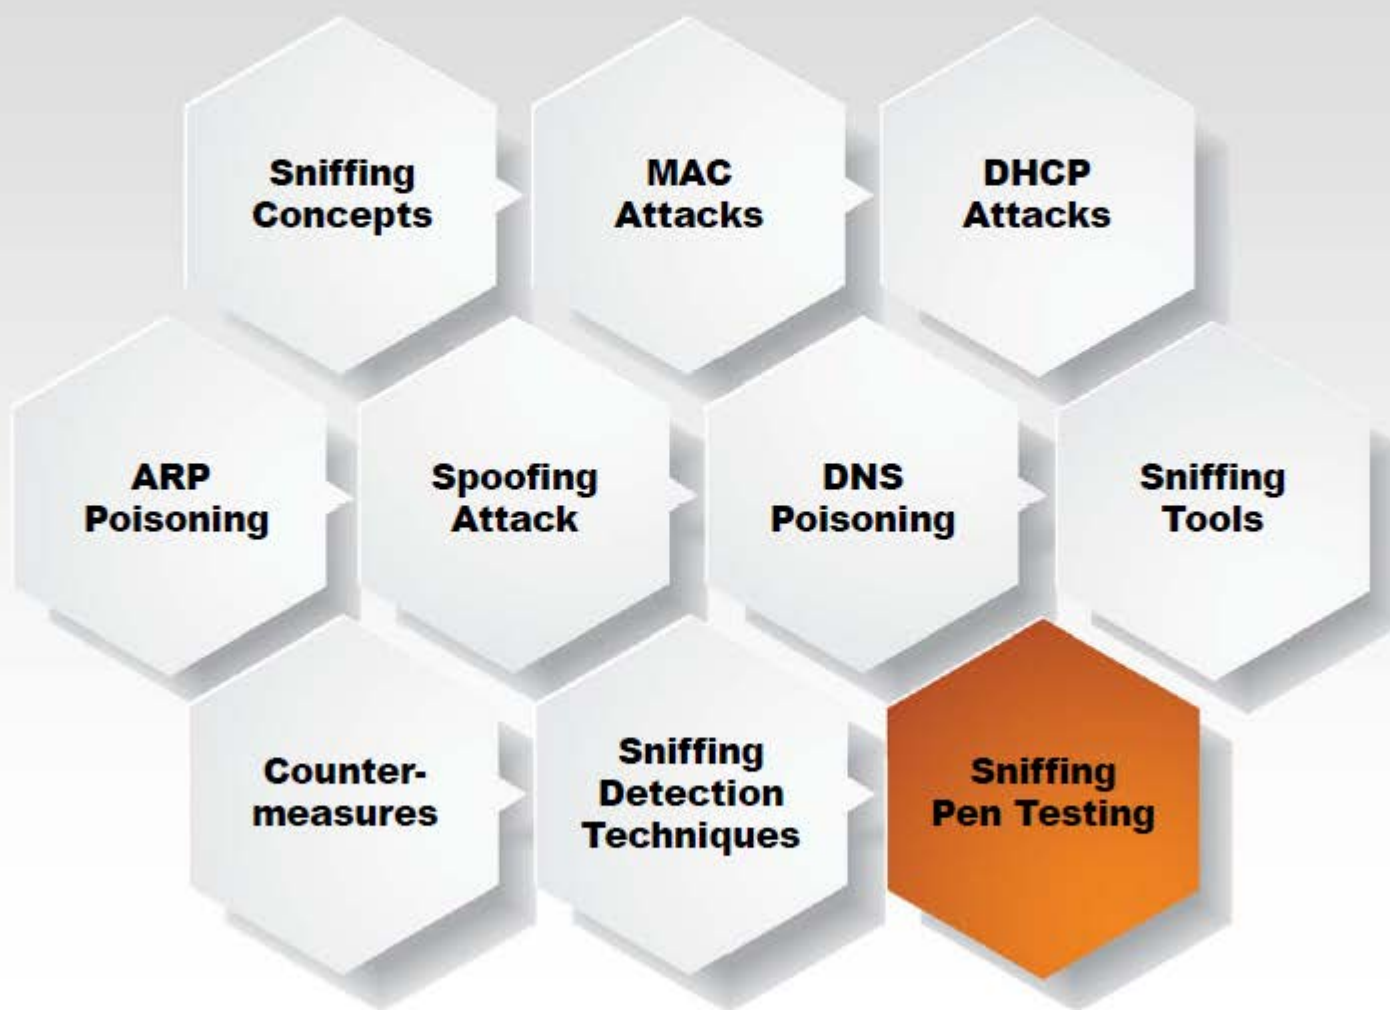 Sniffing
Concepts
MAC
Attacks
DHCP
Attacks
ARP
Poisoning
Spoofing
Attack
DNS
Poisoning
Sniffing
Tools
Counter-
measures
Sniffing
Detection
Techniques
Sniffing
Pen Testing